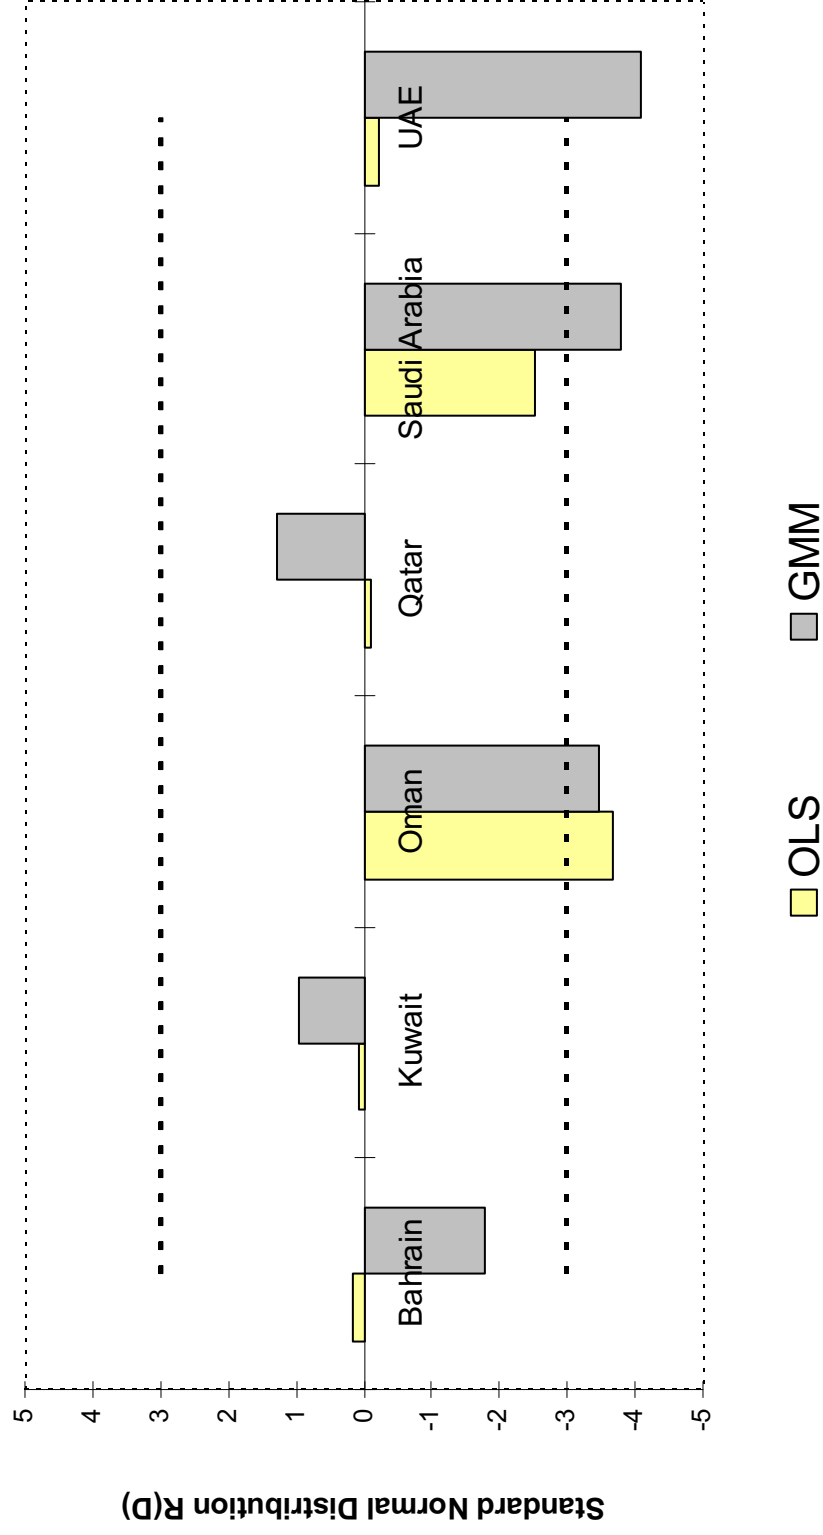 Standard Normal Distribution R(D)
5
4
3
2
1
0
-1
-2
-3
-4
-5
Bahrain
Kuwait
Oman
Qatar
Saudi Arabia
UAE
OLS
GMM